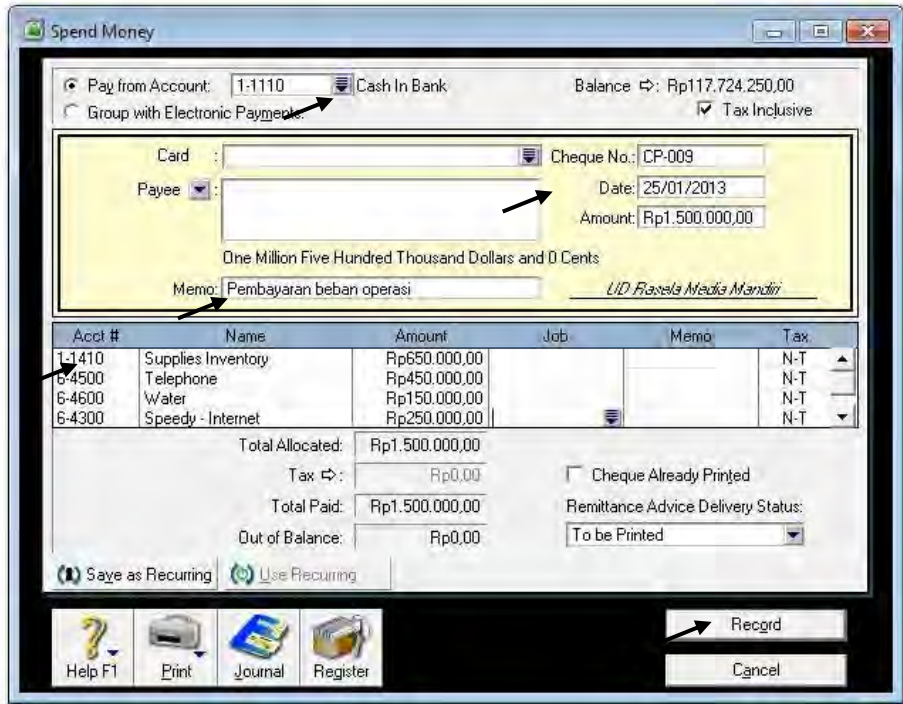 Spend Money
Pay from Account: 1-1110 Cash In Bank Balance ⇨: Rp117.724.250,00
Group with Electronic Payments: Tax Inclusive
Card : Cheque No.: CP-009
Payee : Date: 25/01/2013
Amount: Rp1.500.000,00
One Million Five Hundred Thousand Dollars and 0 Cents
Memo: Pembayaran beban operasi UD Rasela Media Mandiri
Acct # Name Amount Job Memo Tax
1-1410 Supplies Inventory Rp650.000,00 N-T
6-4500 Telephone Rp450.000,00 N-T
6-4600 Water Rp150.000,00 N-T
6-4300 Speedy - Internet Rp250.000,00 N-T
Total Allocated: Rp1.500.000,00
Tax ⇨: Rp0,00 Cheque Already Printed
Total Paid: Rp1.500.000,00 Remittance Advice Delivery Status:
Out of Balance: Rp0,00 To be Printed
Save as Recurring Use Recurring
Help F1 Print Journal Register Record
Cancel